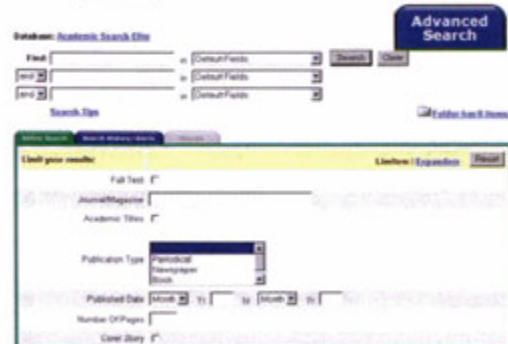 Advanced
Search
Database: Academic Search Elite
Find: in Default Fields Search Clear
and in Default Fields
and in Default Fields
Search Tips Folder has 0 items.
Refine Search Search History/Alerts Results
Limit your results: Limiters | Expanders Reset
Full Text
Journal/Magazine
Academic Titles
Publication Type
Periodical
Newspaper
Book
Published Date Month Yr. to Month Yr.
Number Of Pages
Cover Story